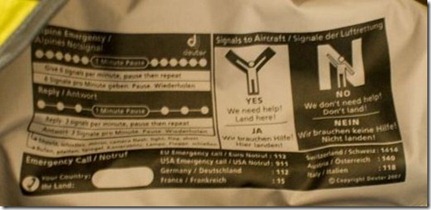 Alpine Emergency /
Alpines Notsignal
deuter
1 Minute Pause
Give 6 signals per minute, pause then repeat
6 Signale pro Minute geben. Pause. Wiederholen
Reply / Antwort
1 Minute Pause
Reply 3 signals per minute, pause then repeat
Antwort 3 Signale pro Minute. Pause. Wiederholen
Signals to Aircraft / Signale der Luftrettung
Y
YES
We need help!
Land here!
JA
Wir brauchen Hilfe!
Hier landen!
N
NO
We don't need help!
Don't land!
NEIN
Wir brauchen keine Hilfe!
Nicht landen!
Emergency Call / Notruf
Your Country:
Ihr Land:
EU Emergency call / Euro Notruf : 112
USA Emergency call / USA Notruf : 911
Germany / Deutschland : 112
France / Frankreich : 15
Switzerland / Schweiz : 1414
Austria / Österreich : 140
Italy / Italien : 118
© Copyright Deuter 2007